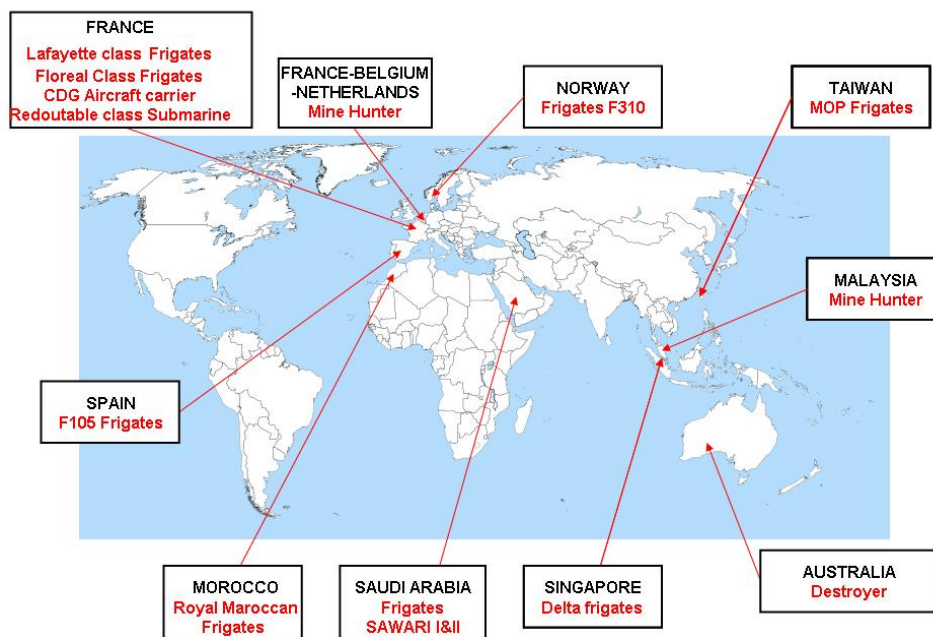 FRANCE
Lafayette class Frigates
Floreal Class Frigates
CDG Aircraft carrier
Redoutable class Submarine
FRANCE-BELGIUM
-NETHERLANDS
Mine Hunter
NORWAY
Frigates F310
TAIWAN
MOP Frigates
MALAYSIA
Mine Hunter
SPAIN
F105 Frigates
MOROCCO
Royal Maroccan
Frigates
SAUDI ARABIA
Frigates
SAWARI I&II
SINGAPORE
Delta frigates
AUSTRALIA
Destroyer